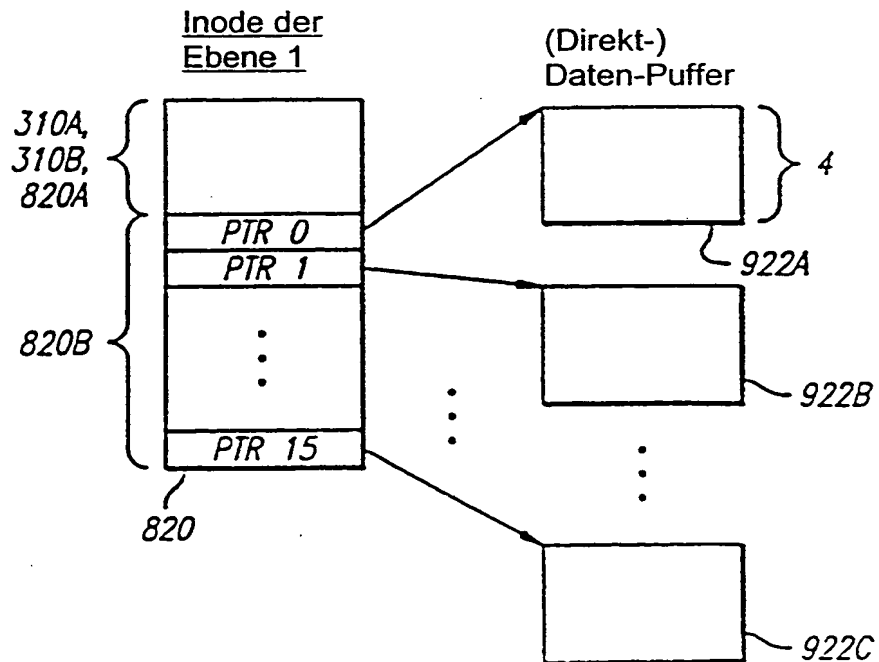 Inode der
Ebene 1
(Direkt-)
Daten-Puffer
310A,
310B,
820A
4
PTR 0
922A
PTR 1
820B
922B
PTR 15
820
922C